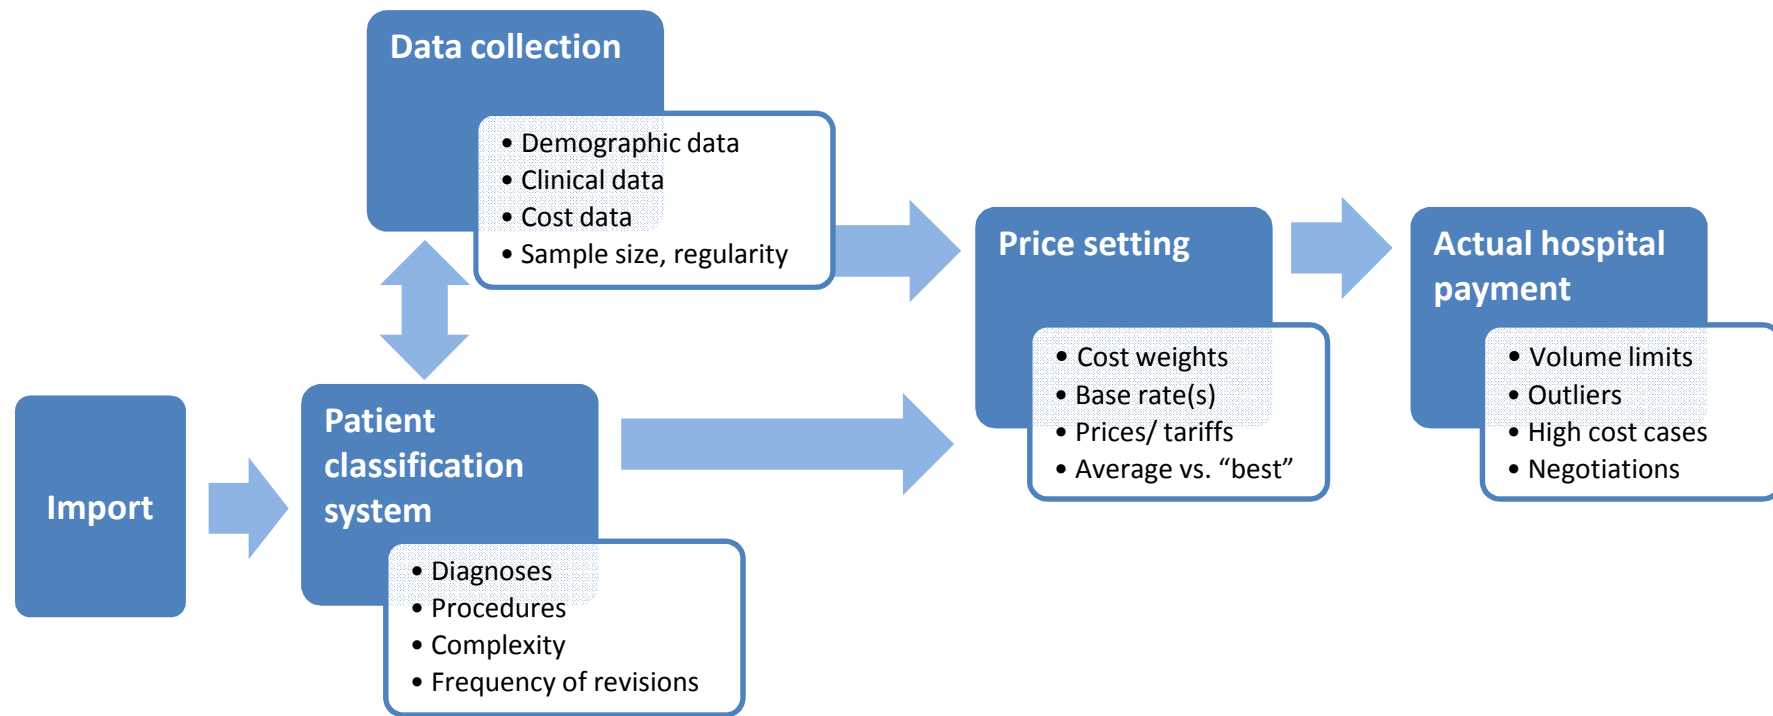 Data collection
• Demographic data
• Clinical data
• Cost data
• Sample size, regularity
Import
Patient
classification
system
• Diagnoses
• Procedures
• Complexity
• Frequency of revisions
Price setting
• Cost weights
• Base rate(s)
• Prices/ tariffs
• Average vs. “best”
Actual hospital
payment
• Volume limits
• Outliers
• High cost cases
• Negotiations